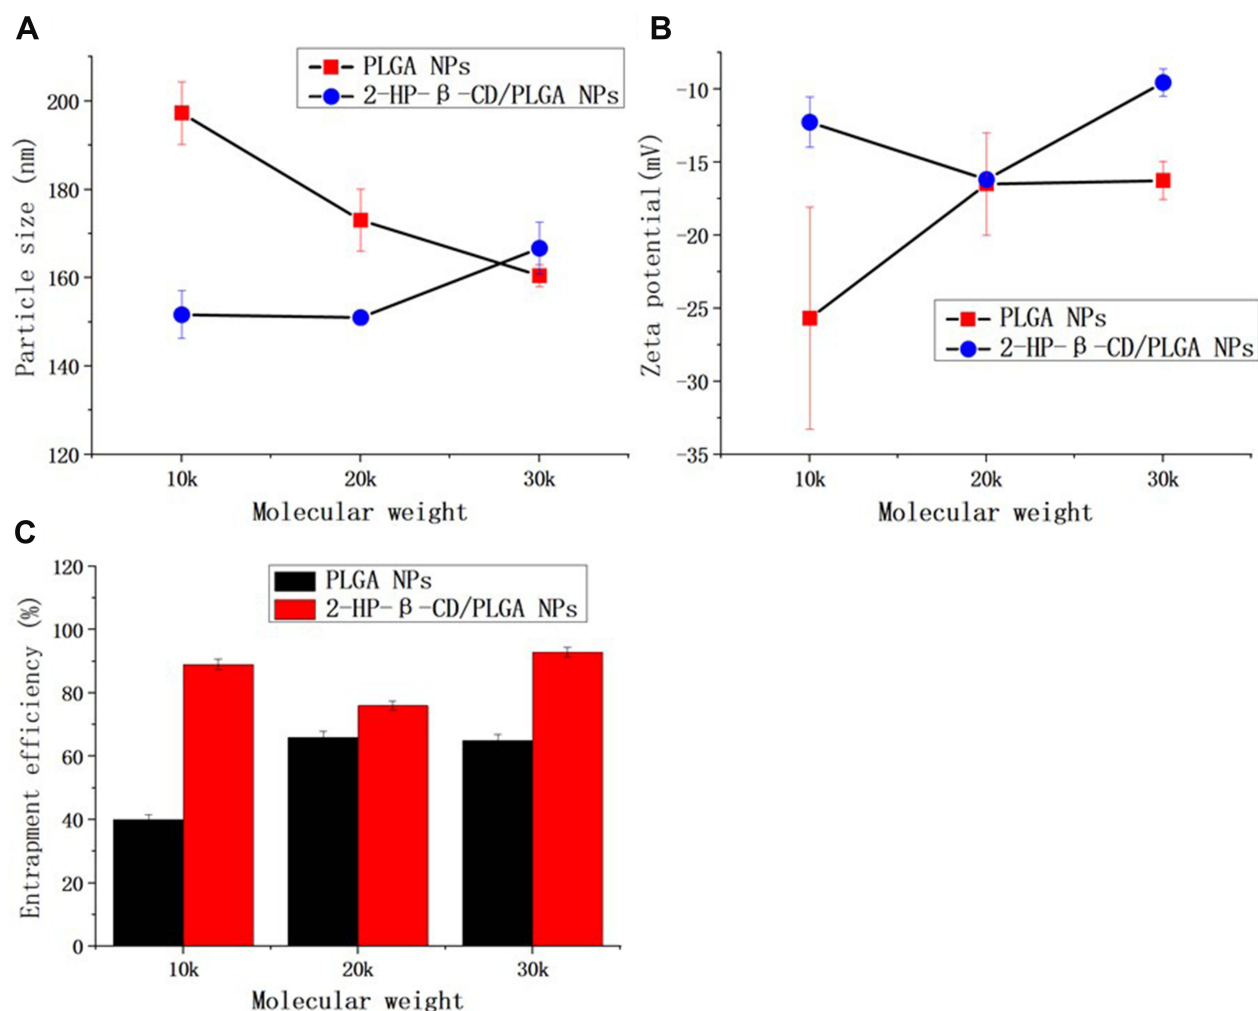 A
PLGA NPs
2-HP-β-CD/PLGA NPs
Particle size (nm)
200
180
160
140
120
10k 20k 30k
Molecular weight
B
Zeta potential(mV)
-10
-15
-20
-25
-30
-35
PLGA NPs
2-HP-β-CD/PLGA NPs
10k 20k 30k
Molecular weight
C
PLGA NPs
2-HP-β-CD/PLGA NPs
Entrapment efficiency (%)
120
100
80
60
40
20
0
10k 20k 30k
Molecular weight